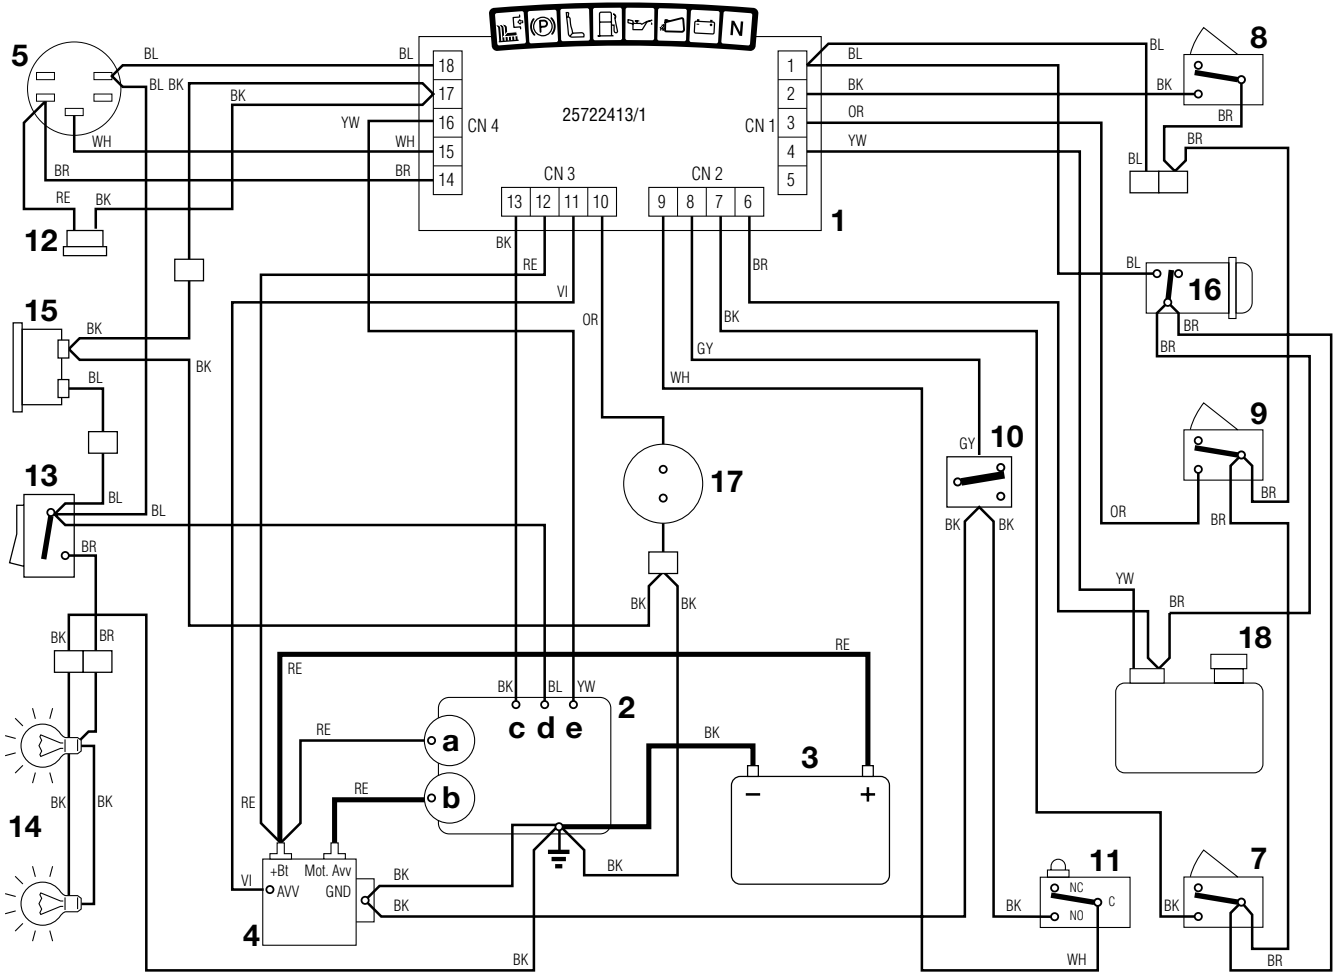 P
N
5
BL
BL
18
1
BL
BL
8
BL BK
BK
17
2
BK
BK
25722413/1
YW
16
CN 4
CN 1
3
OR
BR
WH
WH
15
4
YW
BR
BR
BR
14
5
BL
CN 3
CN 2
RE
BK
13
12
11
10
9
8
7
6
1
12
BK
RE
BR
BL
16
15
VI
OR
BK
BR
BK
BR
BK
GY
BL
WH
9
10
GY
13
17
BL
BL
BR
OR
BR
BK
BK
BR
YW
BK
BK
BR
BK
BR
18
RE
RE
BK
BL
YW
2
c
d
e
RE
a
BK
3
RE
b
−
+
BK
BK
RE
14
11
7
+Bt
Mot. Avv
BK
VI
AVV
GND
BK
NC
C
BK
BK
NO
BK
4
BK
WH
BR